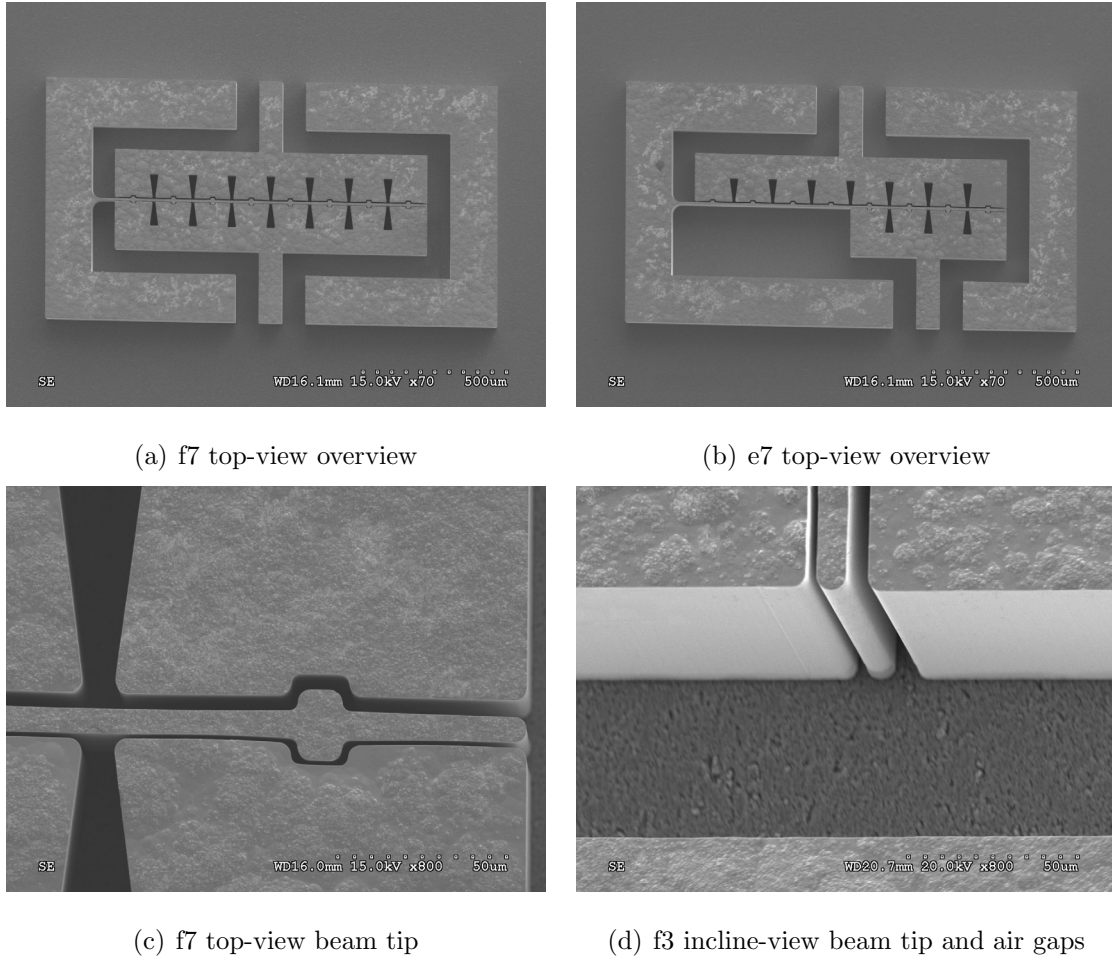 SE WD16.1mm 15.0kV x70 500um
SE WD16.1mm 15.0kV x70 500um
(a) f7 top-view overview
(b) e7 top-view overview
SE WD16.0mm 15.0kV x800 50um
SE WD20.7mm 20.0kV x800 50um
(c) f7 top-view beam tip
(d) f3 incline-view beam tip and air gaps